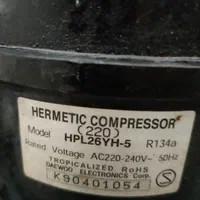 HERMETIC COMPRESSOR
(220)
Model HPL26YH-5 R134a
Rated Voltage AC220-240V~ 50Hz
TROPICALIZED RoHS
DAEWOO ELECTRONICS Corp.
K90401054